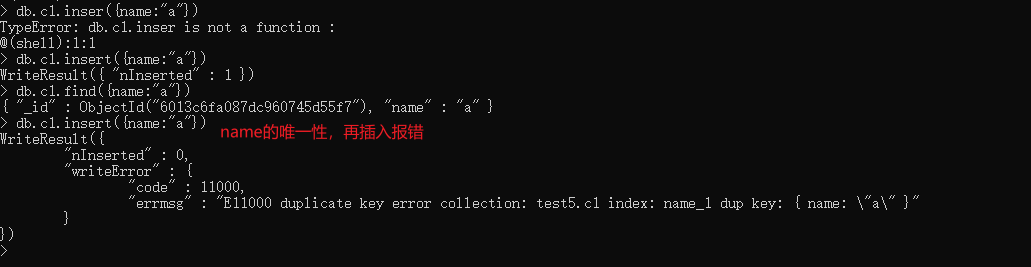 > db.c1.inser({name:"a"})
TypeError: db.c1.inser is not a function :
@(shell):1:1
> db.c1.insert({name:"a"})
WriteResult({ "nInserted" : 1 })
> db.c1.find({name:"a"})
{ "_id" : ObjectId("6013c6fa087dc960745d55f7"), "name" : "a" }
> db.c1.insert({name:"a"})
name的唯一性，再插入报错
WriteResult({
"nInserted" : 0,
"writeError" : {
"code" : 11000,
"errmsg" : "E11000 duplicate key error collection: test5.c1 index: name_1 dup key: { name: \"a\" }"
}
})
>